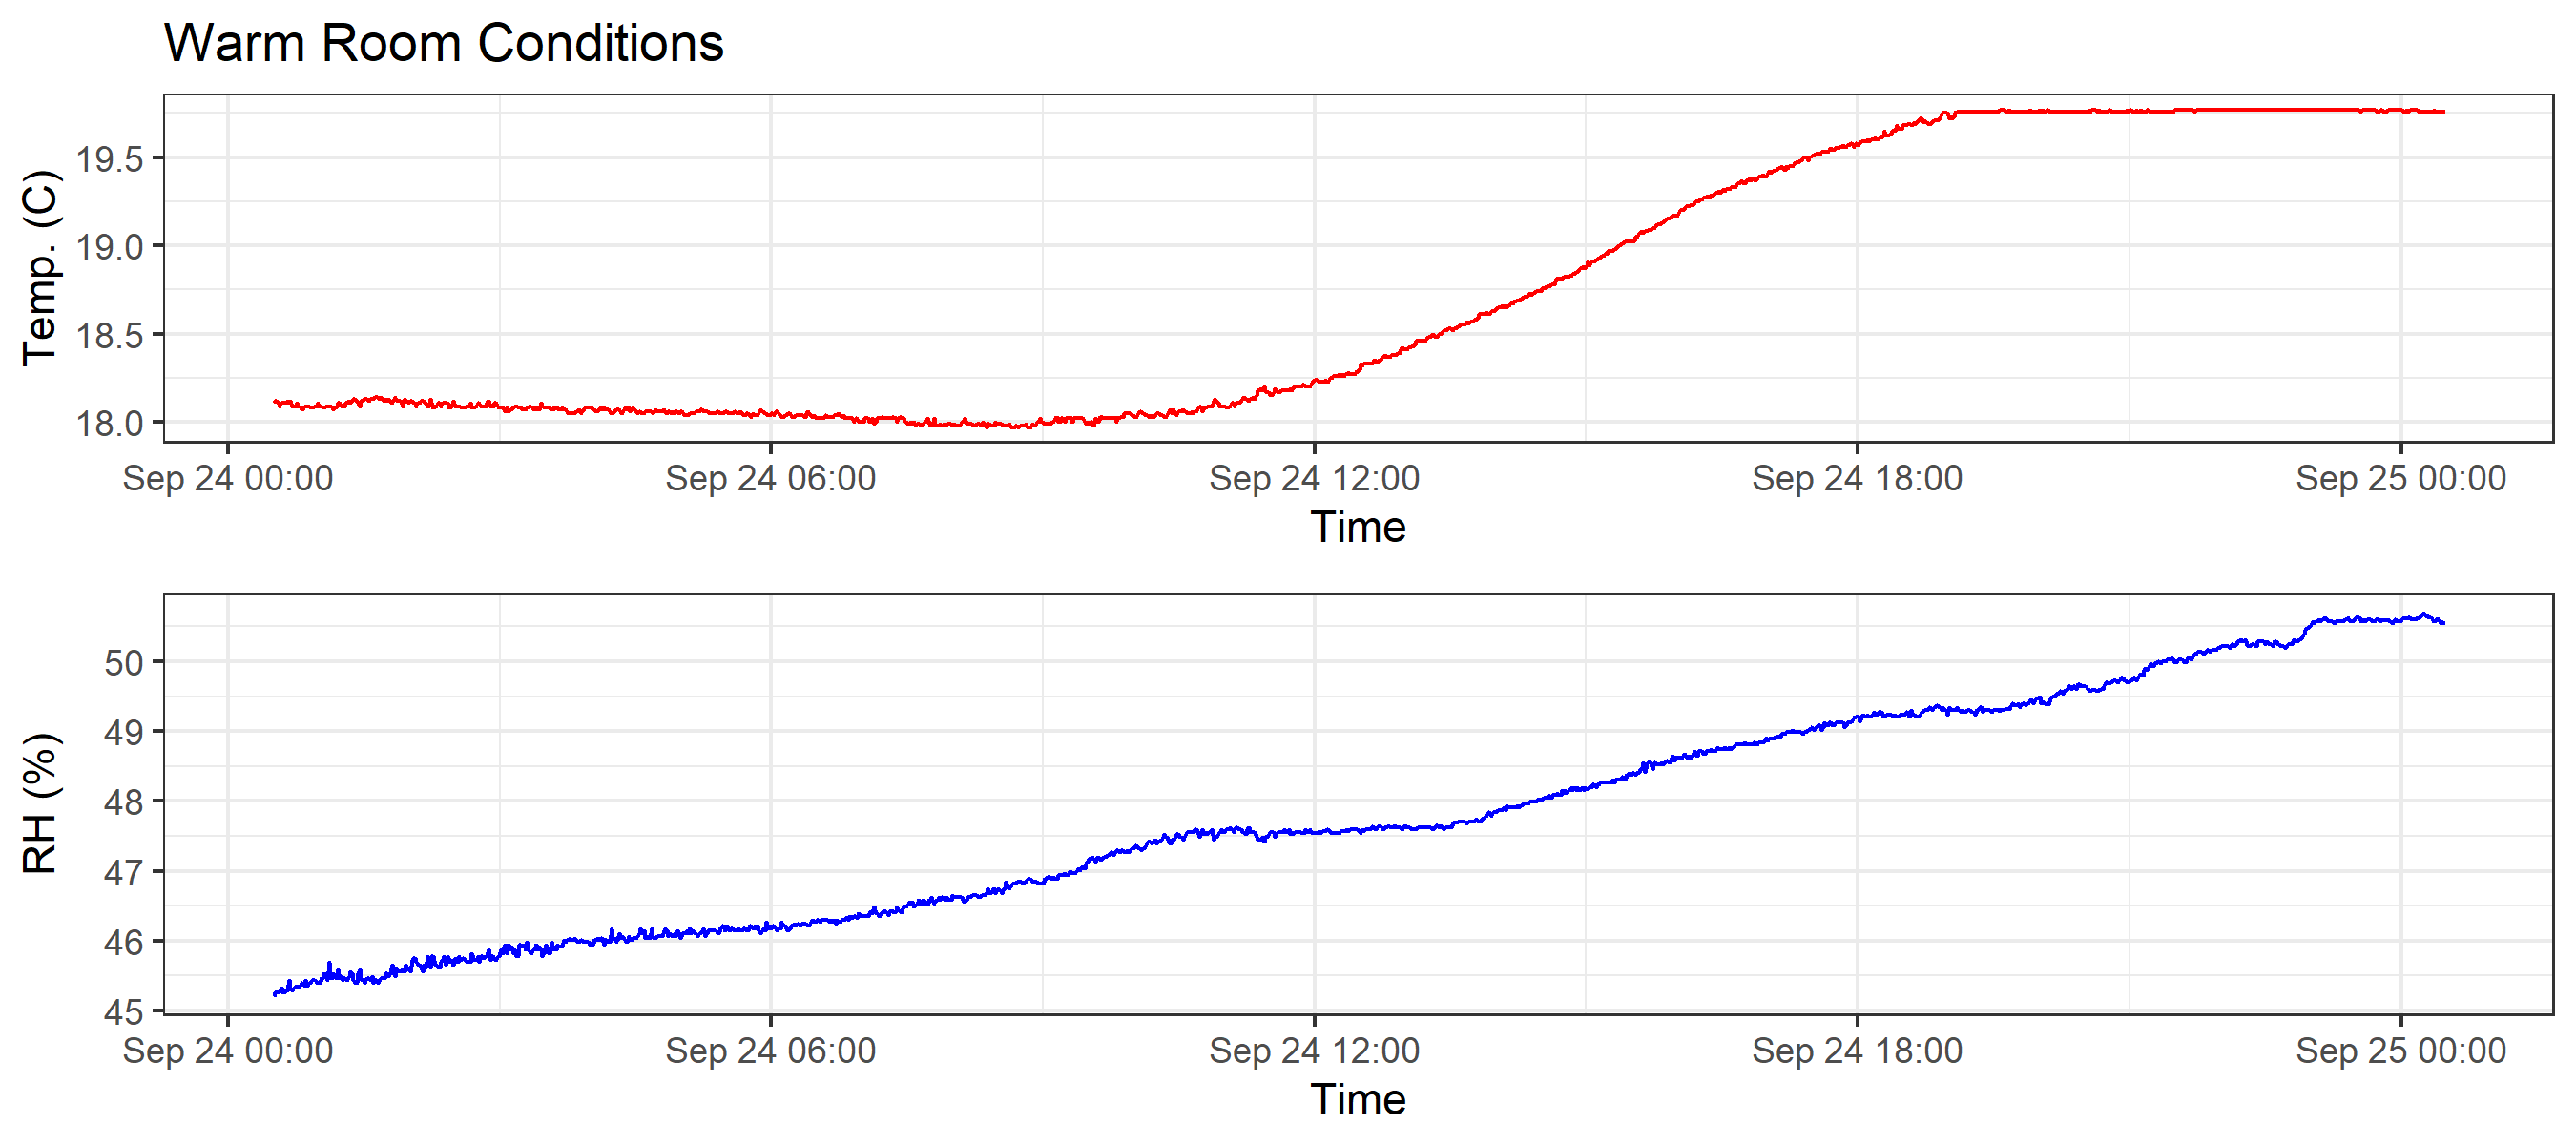 Warm Room Conditions
Temp. (C)
19.5
19.0
18.5
18.0
Sep 24 00:00 Sep 24 06:00 Sep 24 12:00 Sep 24 18:00 Sep 25 00:00
Time
RH (%)
50
49
48
47
46
45
Sep 24 00:00 Sep 24 06:00 Sep 24 12:00 Sep 24 18:00 Sep 25 00:00
Time